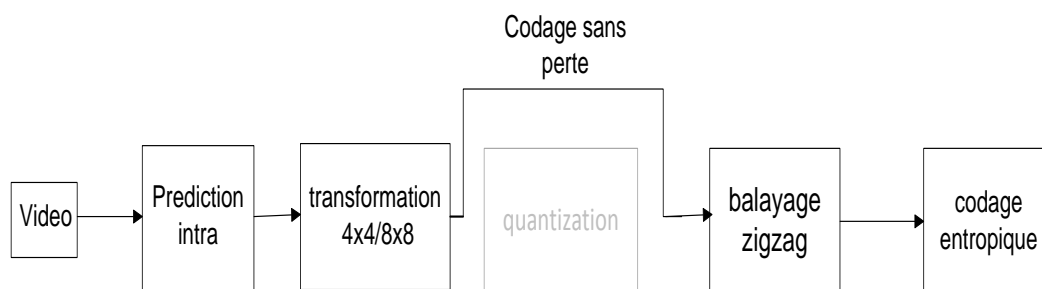 Codage sans
perte
Video
Prediction
intra
transformation
4x4/8x8
quantization
balayage
zigzag
codage
entropique